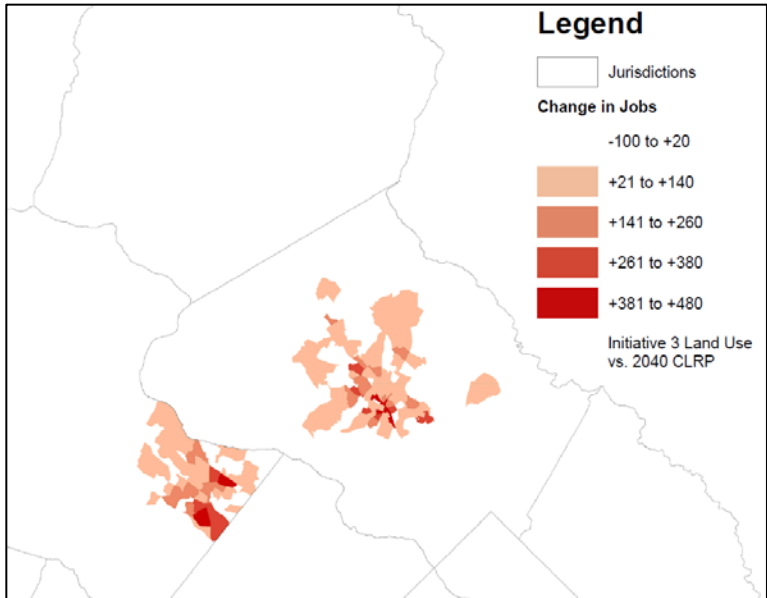 Legend
Jurisdictions
Change in Jobs
-100 to +20
+21 to +140
+141 to +260
+261 to +380
+381 to +480
Initiative 3 Land Use
vs. 2040 CLRP